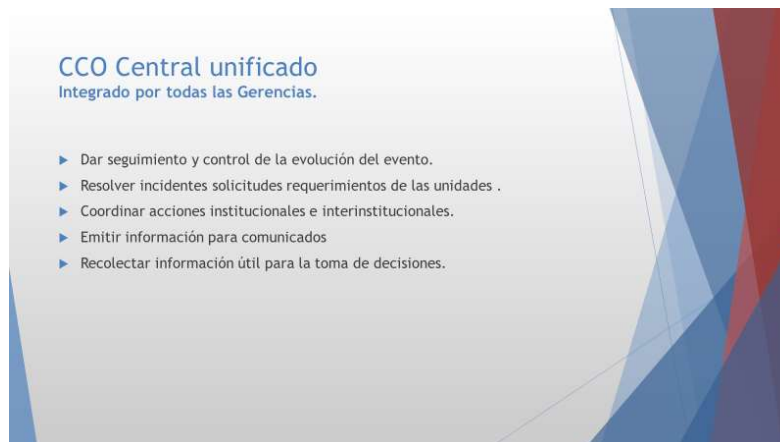 CCO Central unificado
Integrado por todas las Gerencias.
Dar seguimiento y control de la evolución del evento.
Resolver incidentes solicitudes requerimientos de las unidades .
Coordinar acciones institucionales e interinstitucionales.
Emitir información para comunicados
Recolectar información útil para la toma de decisiones.